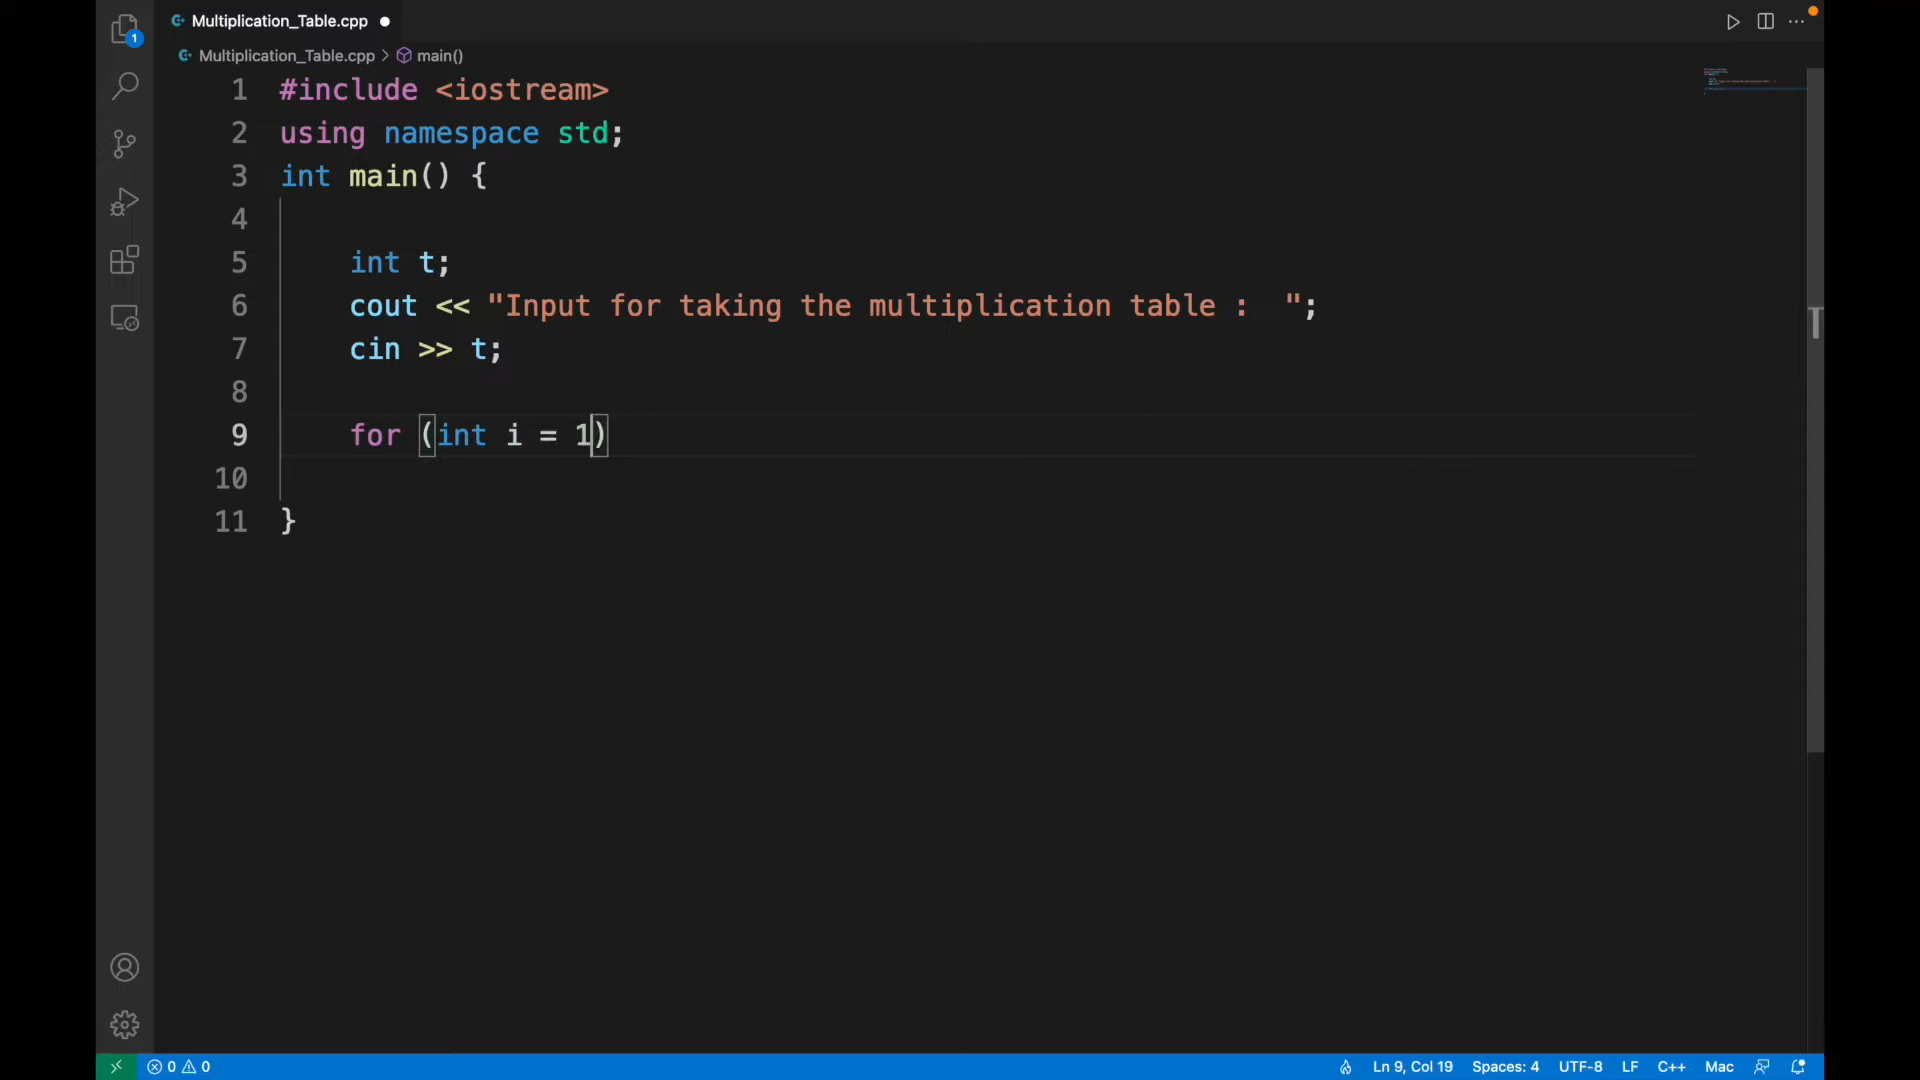 Multiplication_Table.cpp
Multiplication_Table.cpp > main()
1 #include <iostream>
2 using namespace std;
3 int main() {
4
5     int t;
6     cout << "Input for taking the multiplication table :  ";
7     cin >> t;
8
9     for (int i = 1)
10
11 }
1
0 0
Ln 9, Col 19 Spaces: 4 UTF-8 LF C++ Mac